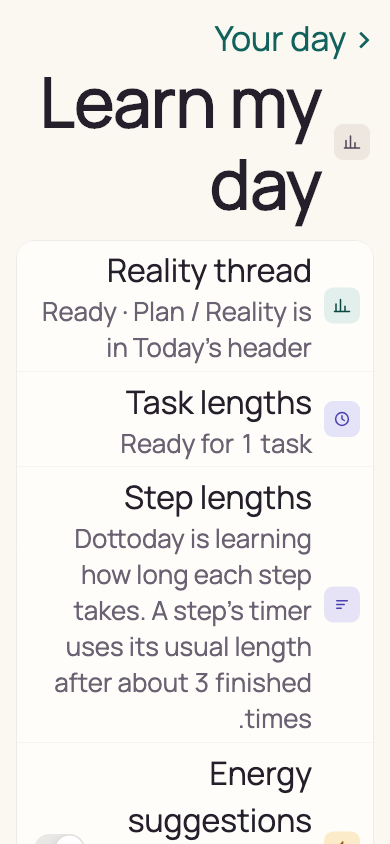 Your day
Learn my
day
Reality thread
Ready · Plan / Reality is
in Today's header
Task lengths
Ready for 1 task
Step lengths
Dottoday is learning
how long each step
takes. A step's timer
uses its usual length
after about 3 finished
.times
Energy
suggestions